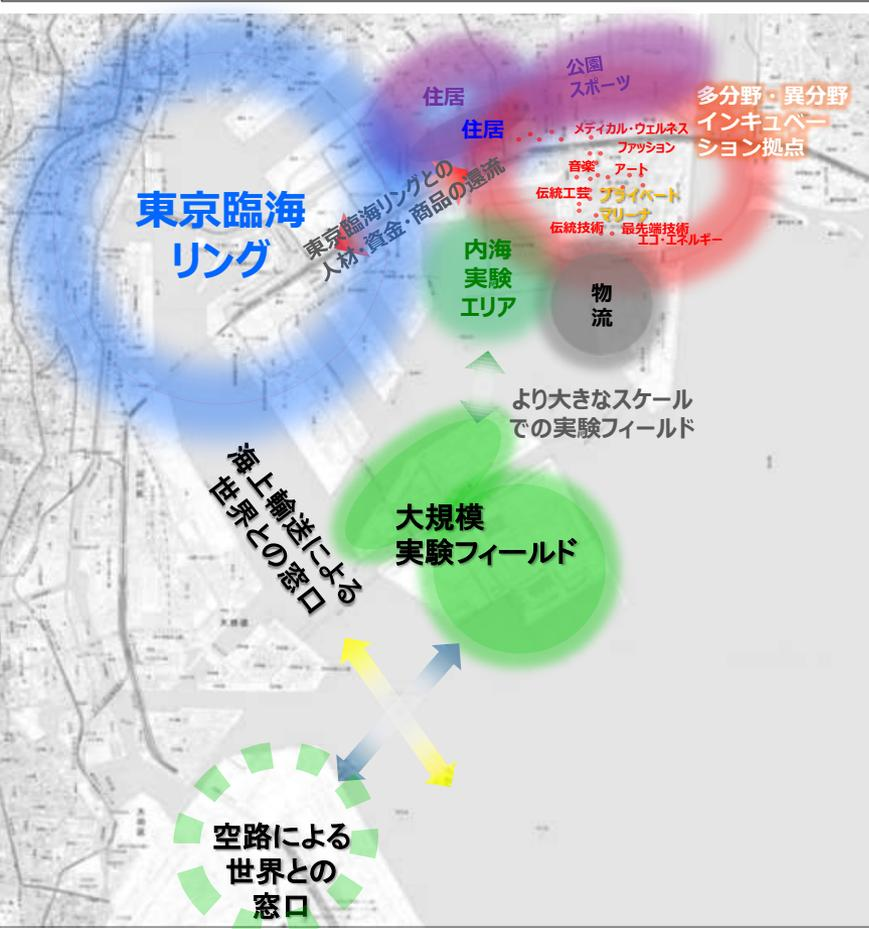 公園
スポーツ
住居
住居
多分野・異分野
インキュベー
ション拠点
メディカル・ウェルネス
ファッション
音楽
アート
伝統工芸
プライベート
マリーナ
伝統技術
最先端技術
エコ・エネルギー
東京臨海
リング
東京臨海リングとの
人材・資金・商品の還流
内海
実験
エリア
物
流
より大きなスケール
での実験フィールド
海上輸送による
世界との窓口
大規模
実験フィールド
空路による
世界との
窓口